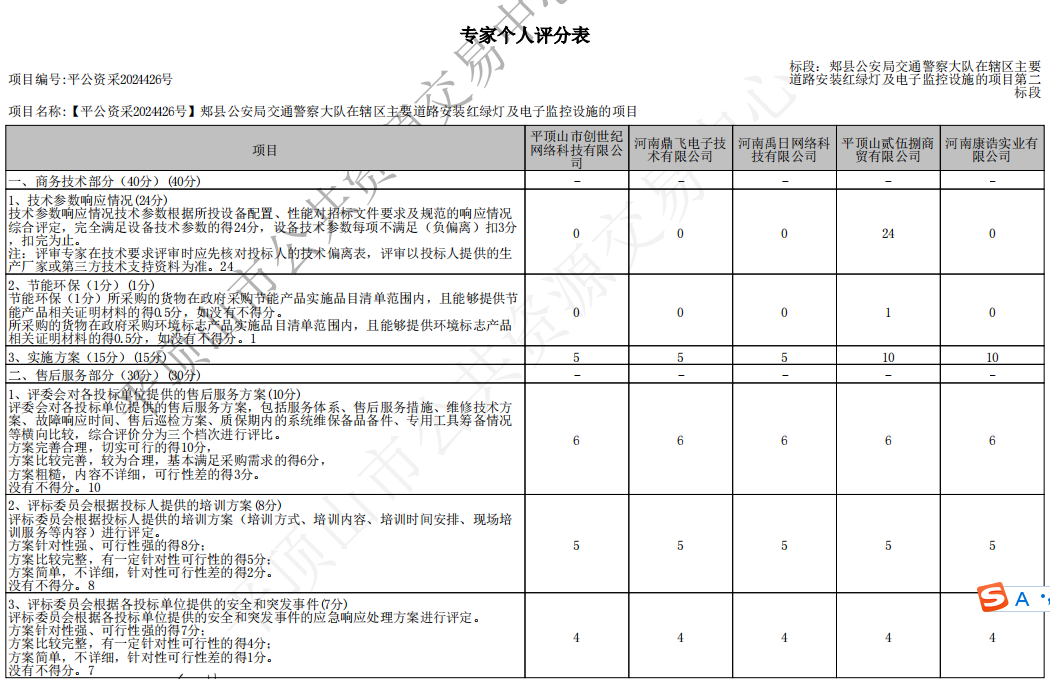 专家个人评分表
标段：郏县公安局交通警察大队在辖区主要
道路安装红绿灯及电子监控设施的项目第二
标段
项目编号:平公资采2024426号
项目名称:【平公资采2024426号】郏县公安局交通警察大队在辖区主要道路安装红绿灯及电子监控设施的项目
项目
平顶山市创世纪
网络科技有限公
司
河南鼎飞电子技
术有限公司
河南禹日网络科
技有限公司
平顶山贰伍捌商
贸有限公司
河南康诰实业有
限公司
一、商务技术部分（40分）(40分)
－ － － － －
1、技术参数响应情况(24分)
技术参数响应情况技术参数根据所投设备配置、性能对招标文件要求及规范的响应情况
综合评定，完全满足设备技术参数的得24分，设备技术参数每项不满足（负偏离）扣3分
，扣完为止。
注：评审专家在技术要求评审时应先核对投标人的技术偏离表，评审以投标人提供的生
产厂家或第三方技术支持资料为准。24
0 0 0 24 0
2、节能环保（1分）(1分)
节能环保（1分）所采购的货物在政府采购节能产品实施品目清单范围内，且能够提供节
能产品相关证明材料的得0.5分，如没有不得分。
所采购的货物在政府采购环境标志产品实施品目清单范围内，且能够提供环境标志产品
相关证明材料的得0.5分，如没有不得分。1
0 0 0 1 0
3、实施方案（15分）(15分)
5 5 5 10 10
二、售后服务部分（30分）(30分)
－ － － － －
1、评委会对各投标单位提供的售后服务方案(10分)
评委会对各投标单位提供的售后服务方案，包括服务体系、售后服务措施、维修技术方
案、故障响应时间、售后巡检方案、质保期内的系统维保备品备件、专用工具筹备情况
等横向比较，综合评价分为三个档次进行评比。
方案完善合理，切实可行的得10分，
方案比较完善，较为合理，基本满足采购需求的得6分，
方案粗糙，内容不详细，可行性差的得3分。
没有不得分。10
6 6 6 6 6
2、评标委员会根据投标人提供的培训方案(8分)
评标委员会根据投标人提供的培训方案（培训方式、培训内容、培训时间安排、现场培
训服务等内容）进行评定。
方案针对性强、可行性强的得8分；
方案比较完整，有一定针对性可行性的得5分；
方案简单，不详细，针对性可行性差的得2分。
没有不得分。8
5 5 5 5 5
3、评标委员会根据各投标单位提供的安全和突发事件(7分)
评标委员会根据各投标单位提供的安全和突发事件的应急响应处理方案进行评定。
方案针对性强、可行性强的得7分；
方案比较完整，有一定针对性可行性的得4分；
方案简单，不详细，针对性可行性差的得1分。
没有不得分。7
4 4 4 4 4
平顶山市公共资源交易中心
平顶山市公共资源交易中心
S A